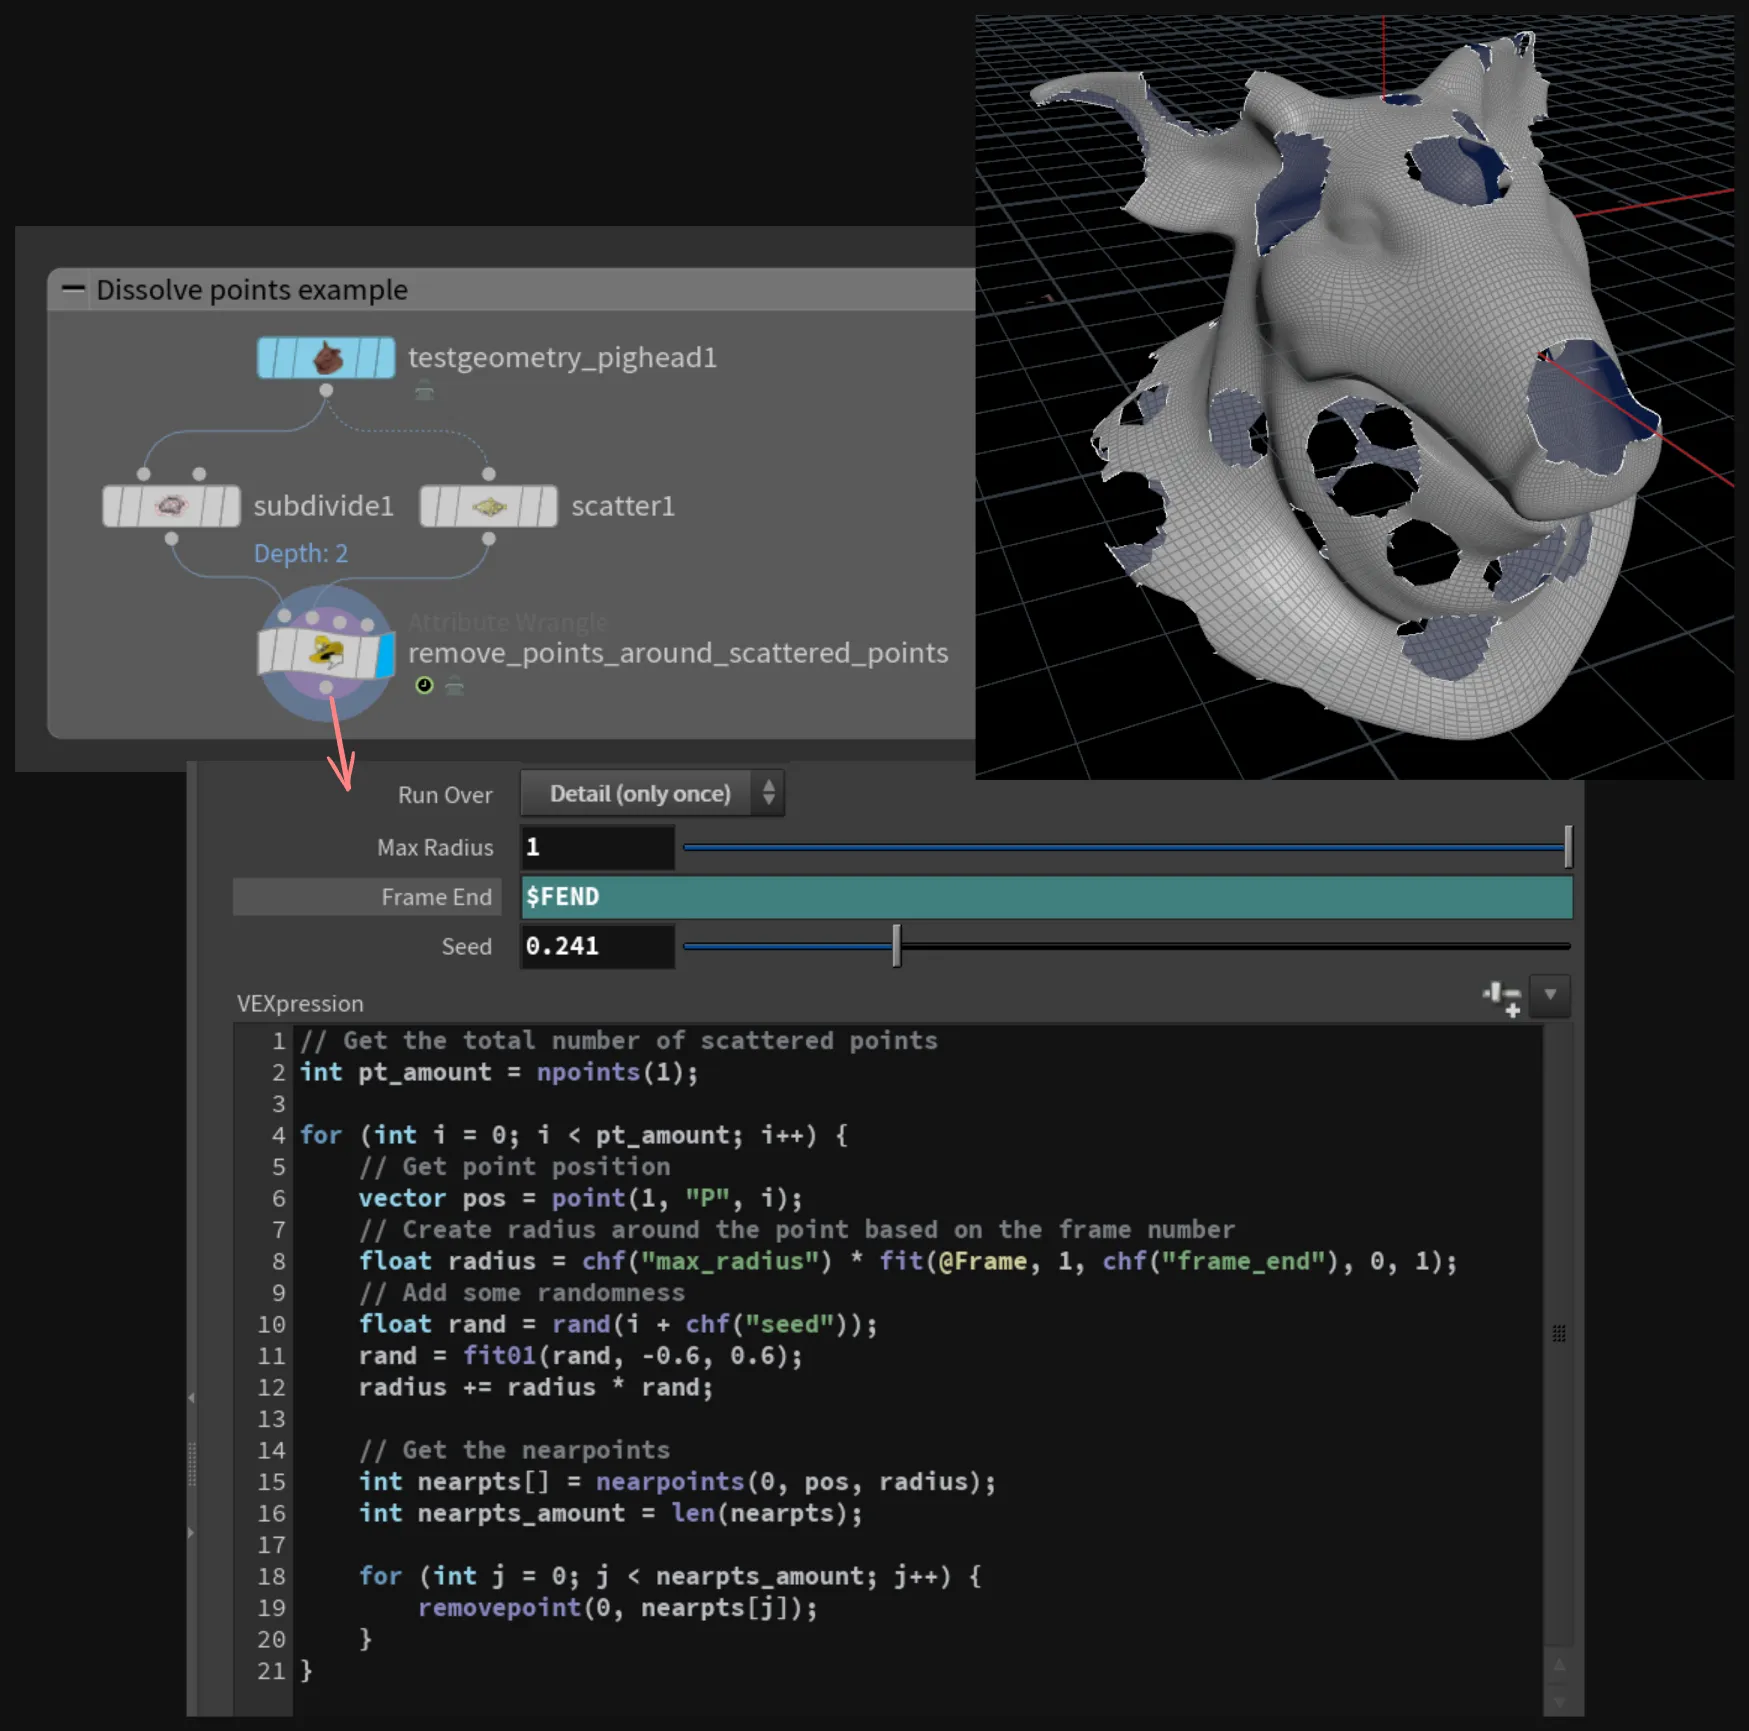 Dissolve points example
testgeometry_pighead1
subdivide1
scatter1
Depth: 2
Attribute Wrangle
remove_points_around_scattered_points
Run Over
Detail (only once)
Max Radius
1
Frame End
$FEND
Seed
0.241
VEXpression
1 // Get the total number of scattered points
2 int pt_amount = npoints(1);
3
4 for (int i = 0; i < pt_amount; i++) {
5     // Get point position
6     vector pos = point(1, "P", i);
7     // Create radius around the point based on the frame number
8     float radius = chf("max_radius") * fit(@Frame, 1, chf("frame_end"), 0, 1);
9     // Add some randomness
10     float rand = rand(i + chf("seed"));
11     rand = fit01(rand, -0.6, 0.6);
12     radius += radius * rand;
13
14     // Get the nearpoints
15     int nearpts[] = nearpoints(0, pos, radius);
16     int nearpts_amount = len(nearpts);
17
18     for (int j = 0; j < nearpts_amount; j++) {
19         removepoint(0, nearpts[j]);
20     }
21 }